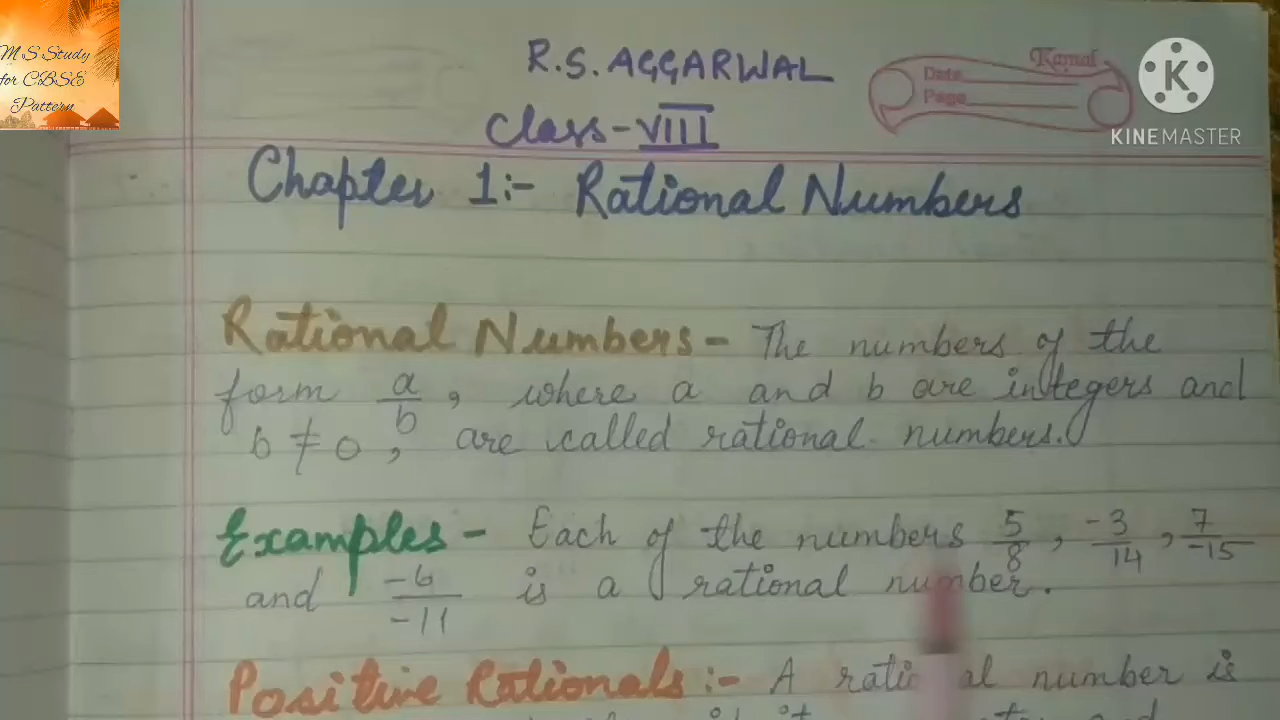 M S Study
for CBSE
Pattern
R.S. AGGARWAL
Kamal
Date
Page
KINEMASTER
Class-VIII
Chapter 1:- Rational Numbers
Rational Numbers - The numbers of the
form a/b, where a and b are integers and
b ≠ 0, are called rational numbers.
Examples - Each of the numbers 5/8, -3/14, 7/-15
and -6/-11 is a rational number.
Positive Rationals :- A rational number is